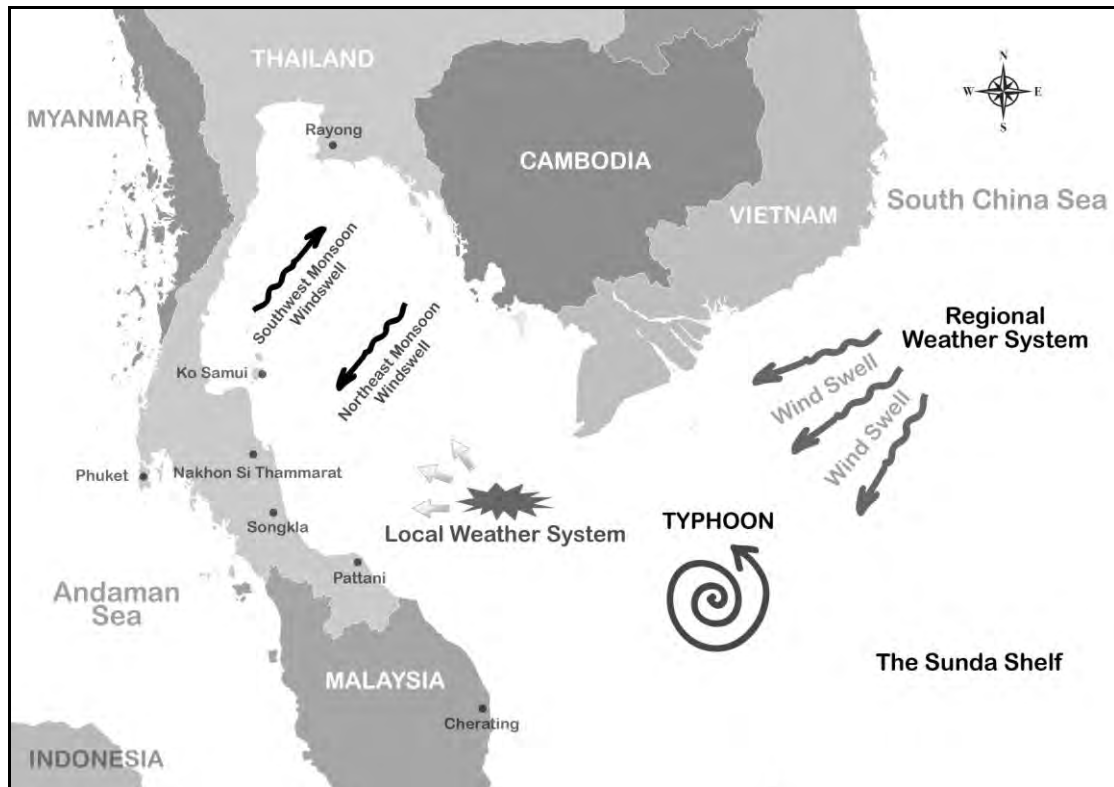 THAILAND
MYANMAR
Rayong
CAMBODIA
N
W E
S
VIETNAM
South China Sea
Southwest Monsoon
Windswell
Northeast Monsoon
Windswell
Regional
Weather System
Wind Swell
Wind Swell
Ko Samui
Phuket
Nakhon Si Thammarat
Songkla
Local Weather System
TYPHOON
Pattani
Andaman
Sea
The Sunda Shelf
MALAYSIA
Cherating
INDONESIA